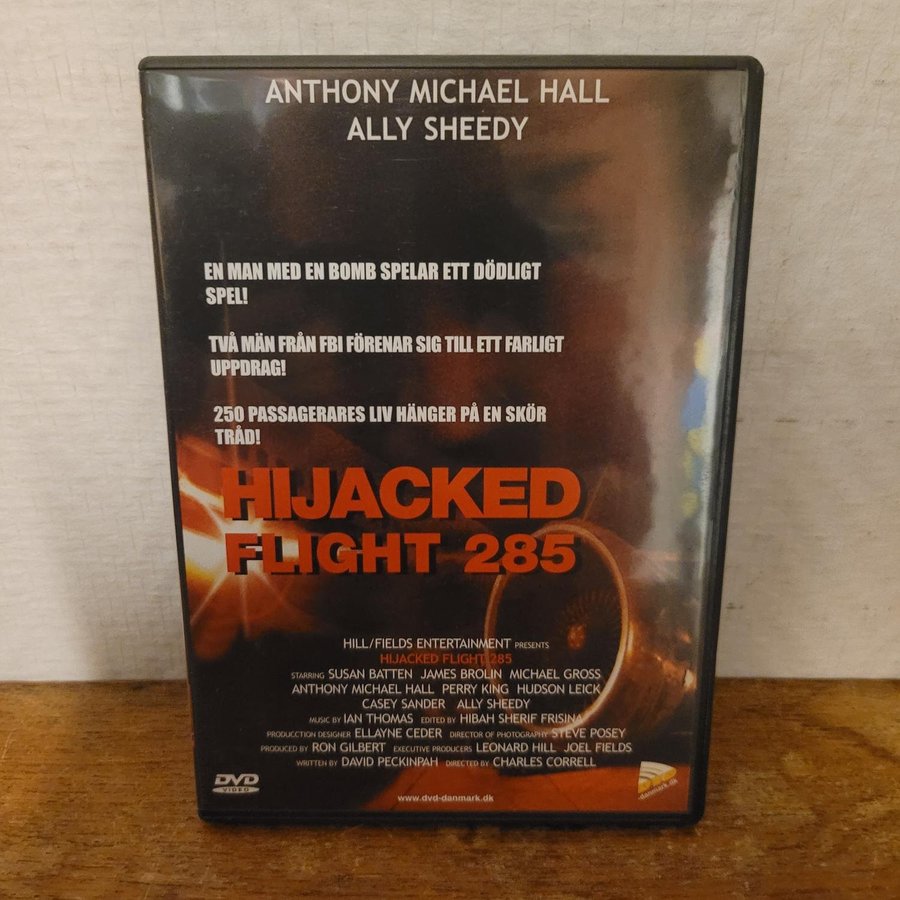 ANTHONY MICHAEL HALL
ALLY SHEEDY
EN MAN MED EN BOMB SPELAR ETT DÖDLIGT
SPEL!
TVÅ MÄN FRÅN FBI FÖRENAR SIG TILL ETT FARLIGT
UPPDRAG!
250 PASSAGERARES LIV HÄNGER PÅ EN SKÖR
TRÅD!
HIJACKED
FLIGHT 285
HILL/FIELDS ENTERTAINMENT PRESENTS
HIJACKED FLIGHT 285
STARRING SUSAN BATTEN JAMES BROLIN MICHAEL GROSS
ANTHONY MICHAEL HALL PERRY KING HUDSON LEICK
CASEY SANDER ALLY SHEEDY
MUSIC BY IAN THOMAS EDITED BY HIBAH SHERIF FRISINA
PRODUCCTION DESIGNER ELLAYNE CEDER DIRECTOR OF PHOTOGRAPHY STEVE POSEY
PRODUCED BY RON GILBERT EXECUTIVE PRODUCERS LEONARD HILL JOEL FIELDS
WRITTEN BY DAVID PECKINPAH DIRECTED BY CHARLES CORRELL
DVD
VIDEO
www.dvd-danmark.dk
DVD
-danmark.dk